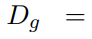 D_g =